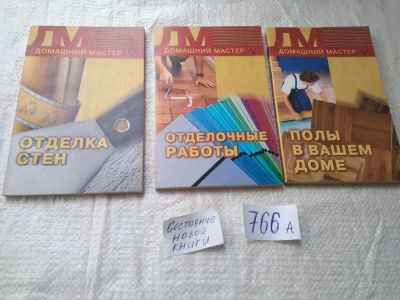 ДМ
ДОМАШНИЙ МАСТЕР
ОТДЕЛКА
СТЕН
ДМ
ДОМАШНИЙ МАСТЕР
ОТДЕЛОЧНЫЕ
РАБОТЫ
ДМ
ДОМАШНИЙ МАСТЕР
ПОЛЫ
В ВАШЕМ
ДОМЕ
Состояние
новой
книги
766 А.